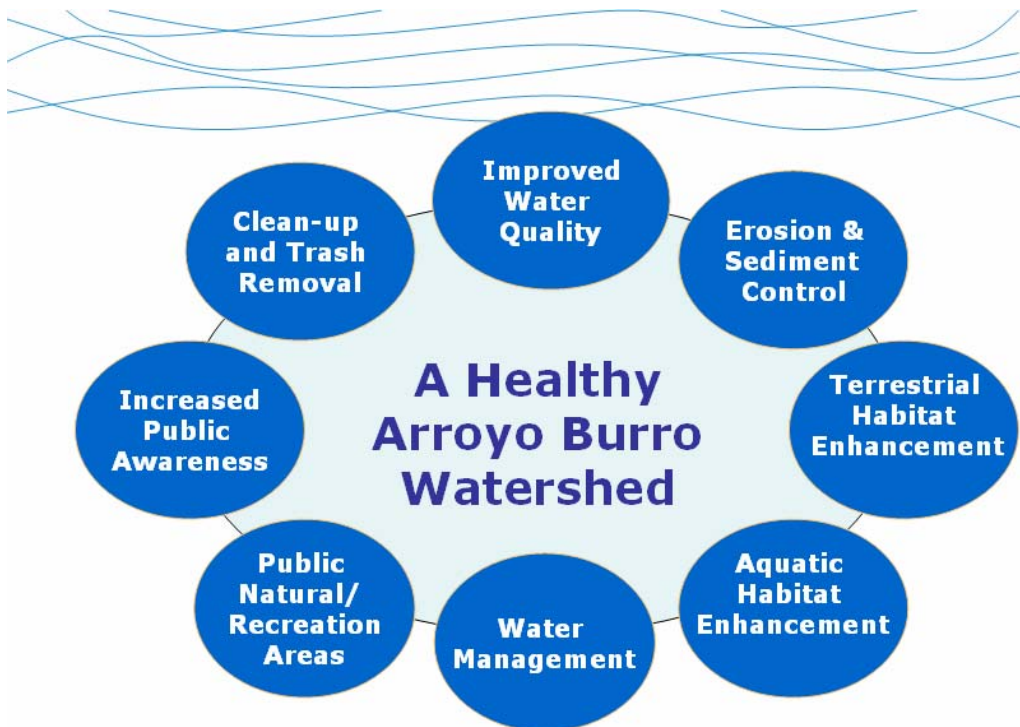 Improved
Water
Quality
Clean-up
and Trash
Removal
Erosion &
Sediment
Control
A Healthy
Arroyo Burro
Watershed
Increased
Public
Awareness
Terrestrial
Habitat
Enhancement
Public
Natural/
Recreation
Areas
Water
Management
Aquatic
Habitat
Enhancement